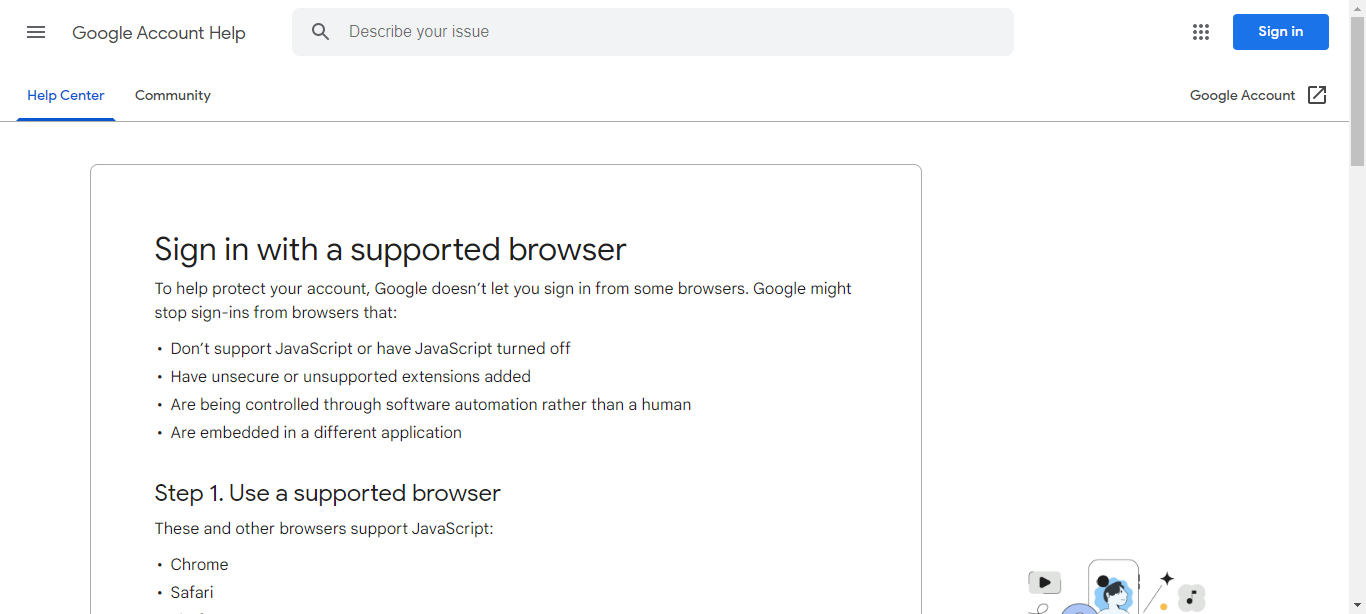 Google Account Help
Describe your issue
Sign in
Help Center
Community
Google Account
Sign in with a supported browser
To help protect your account, Google doesn’t let you sign in from some browsers. Google might
stop sign-ins from browsers that:
• Don’t support JavaScript or have JavaScript turned off
• Have unsecure or unsupported extensions added
• Are being controlled through software automation rather than a human
• Are embedded in a different application
Step 1. Use a supported browser
These and other browsers support JavaScript:
• Chrome
• Safari